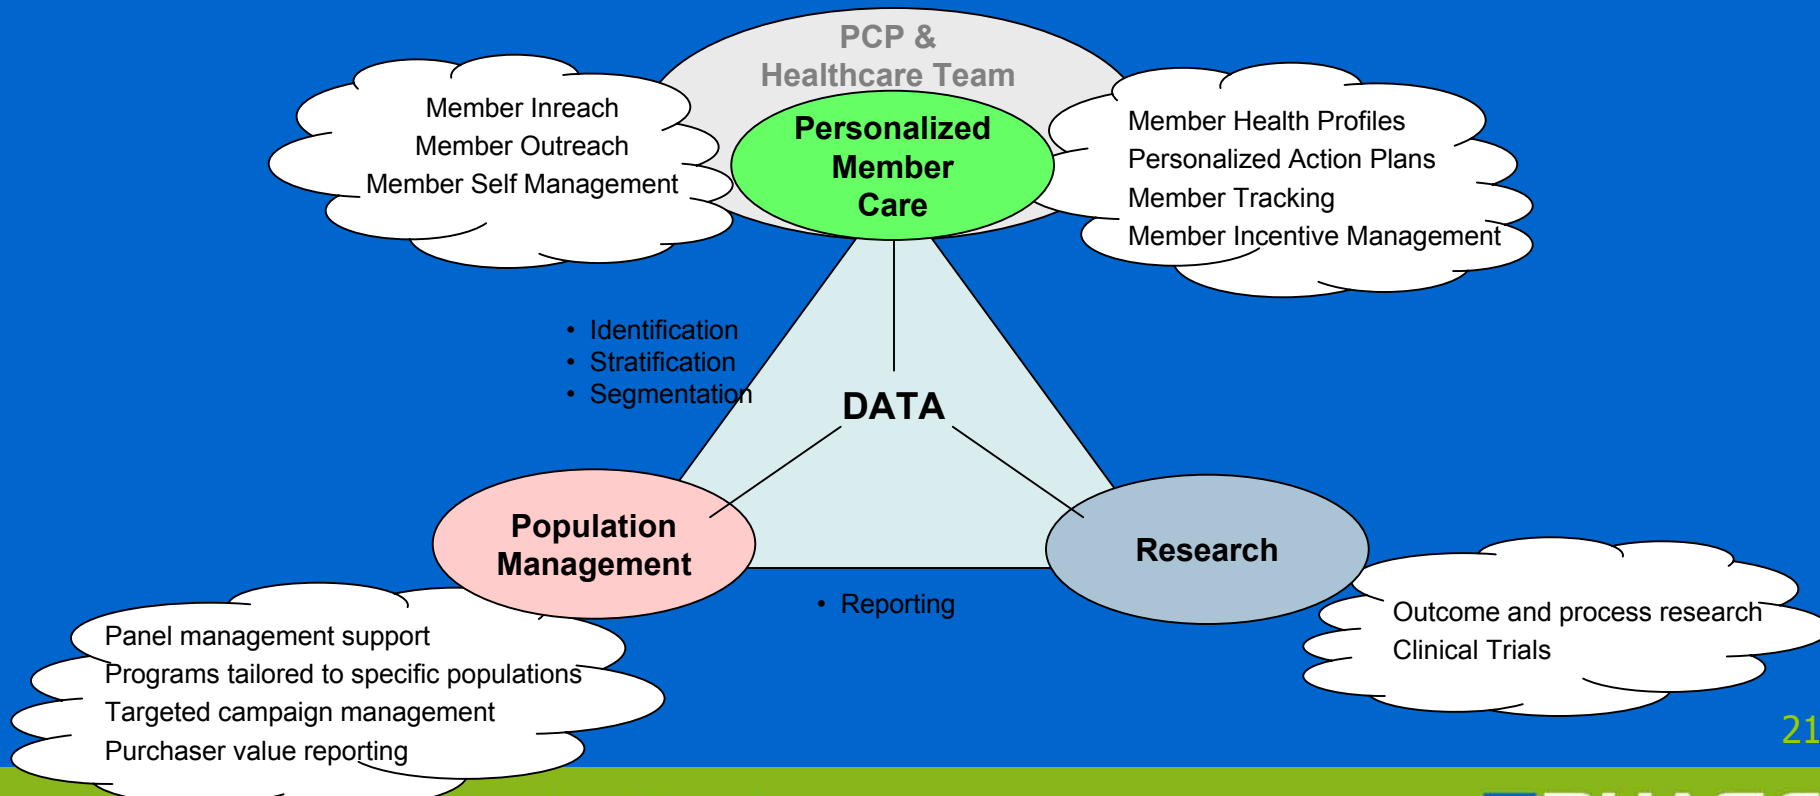 PCP &
Healthcare Team
Personalized
Member
Care
Member Inreach
Member Outreach
Member Self Management
Member Health Profiles
Personalized Action Plans
Member Tracking
Member Incentive Management
• Identification
• Stratification
• Segmentation
DATA
Population
Management
Research
• Reporting
Panel management support
Programs tailored to specific populations
Targeted campaign management
Purchaser value reporting
Outcome and process research
Clinical Trials
21